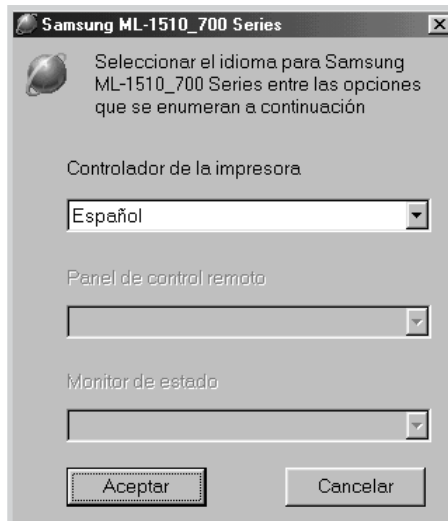 Samsung ML-1510_700 Series
Seleccionar el idioma para Samsung
ML-1510_700 Series entre las opciones
que se enumeran a continuación
Controlador de la impresora
Español
Panel de control remoto
Monitor de estado
Aceptar
Cancelar